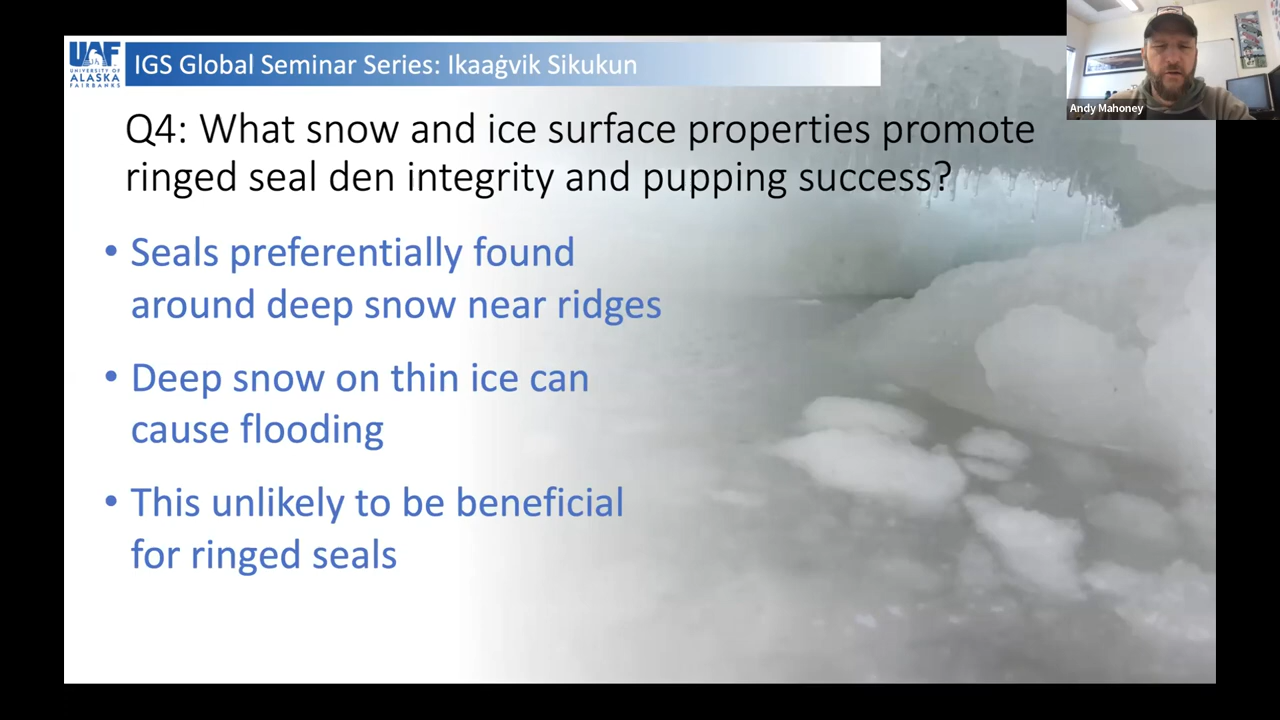 UAF
UNIVERSITY OF
ALASKA
FAIRBANKS
IGS Global Seminar Series: Ikaaġvik Sikukun
Andy Mahoney
Q4: What snow and ice surface properties promote
ringed seal den integrity and pupping success?
• Seals preferentially found
around deep snow near ridges
• Deep snow on thin ice can
cause flooding
• This unlikely to be beneficial
for ringed seals